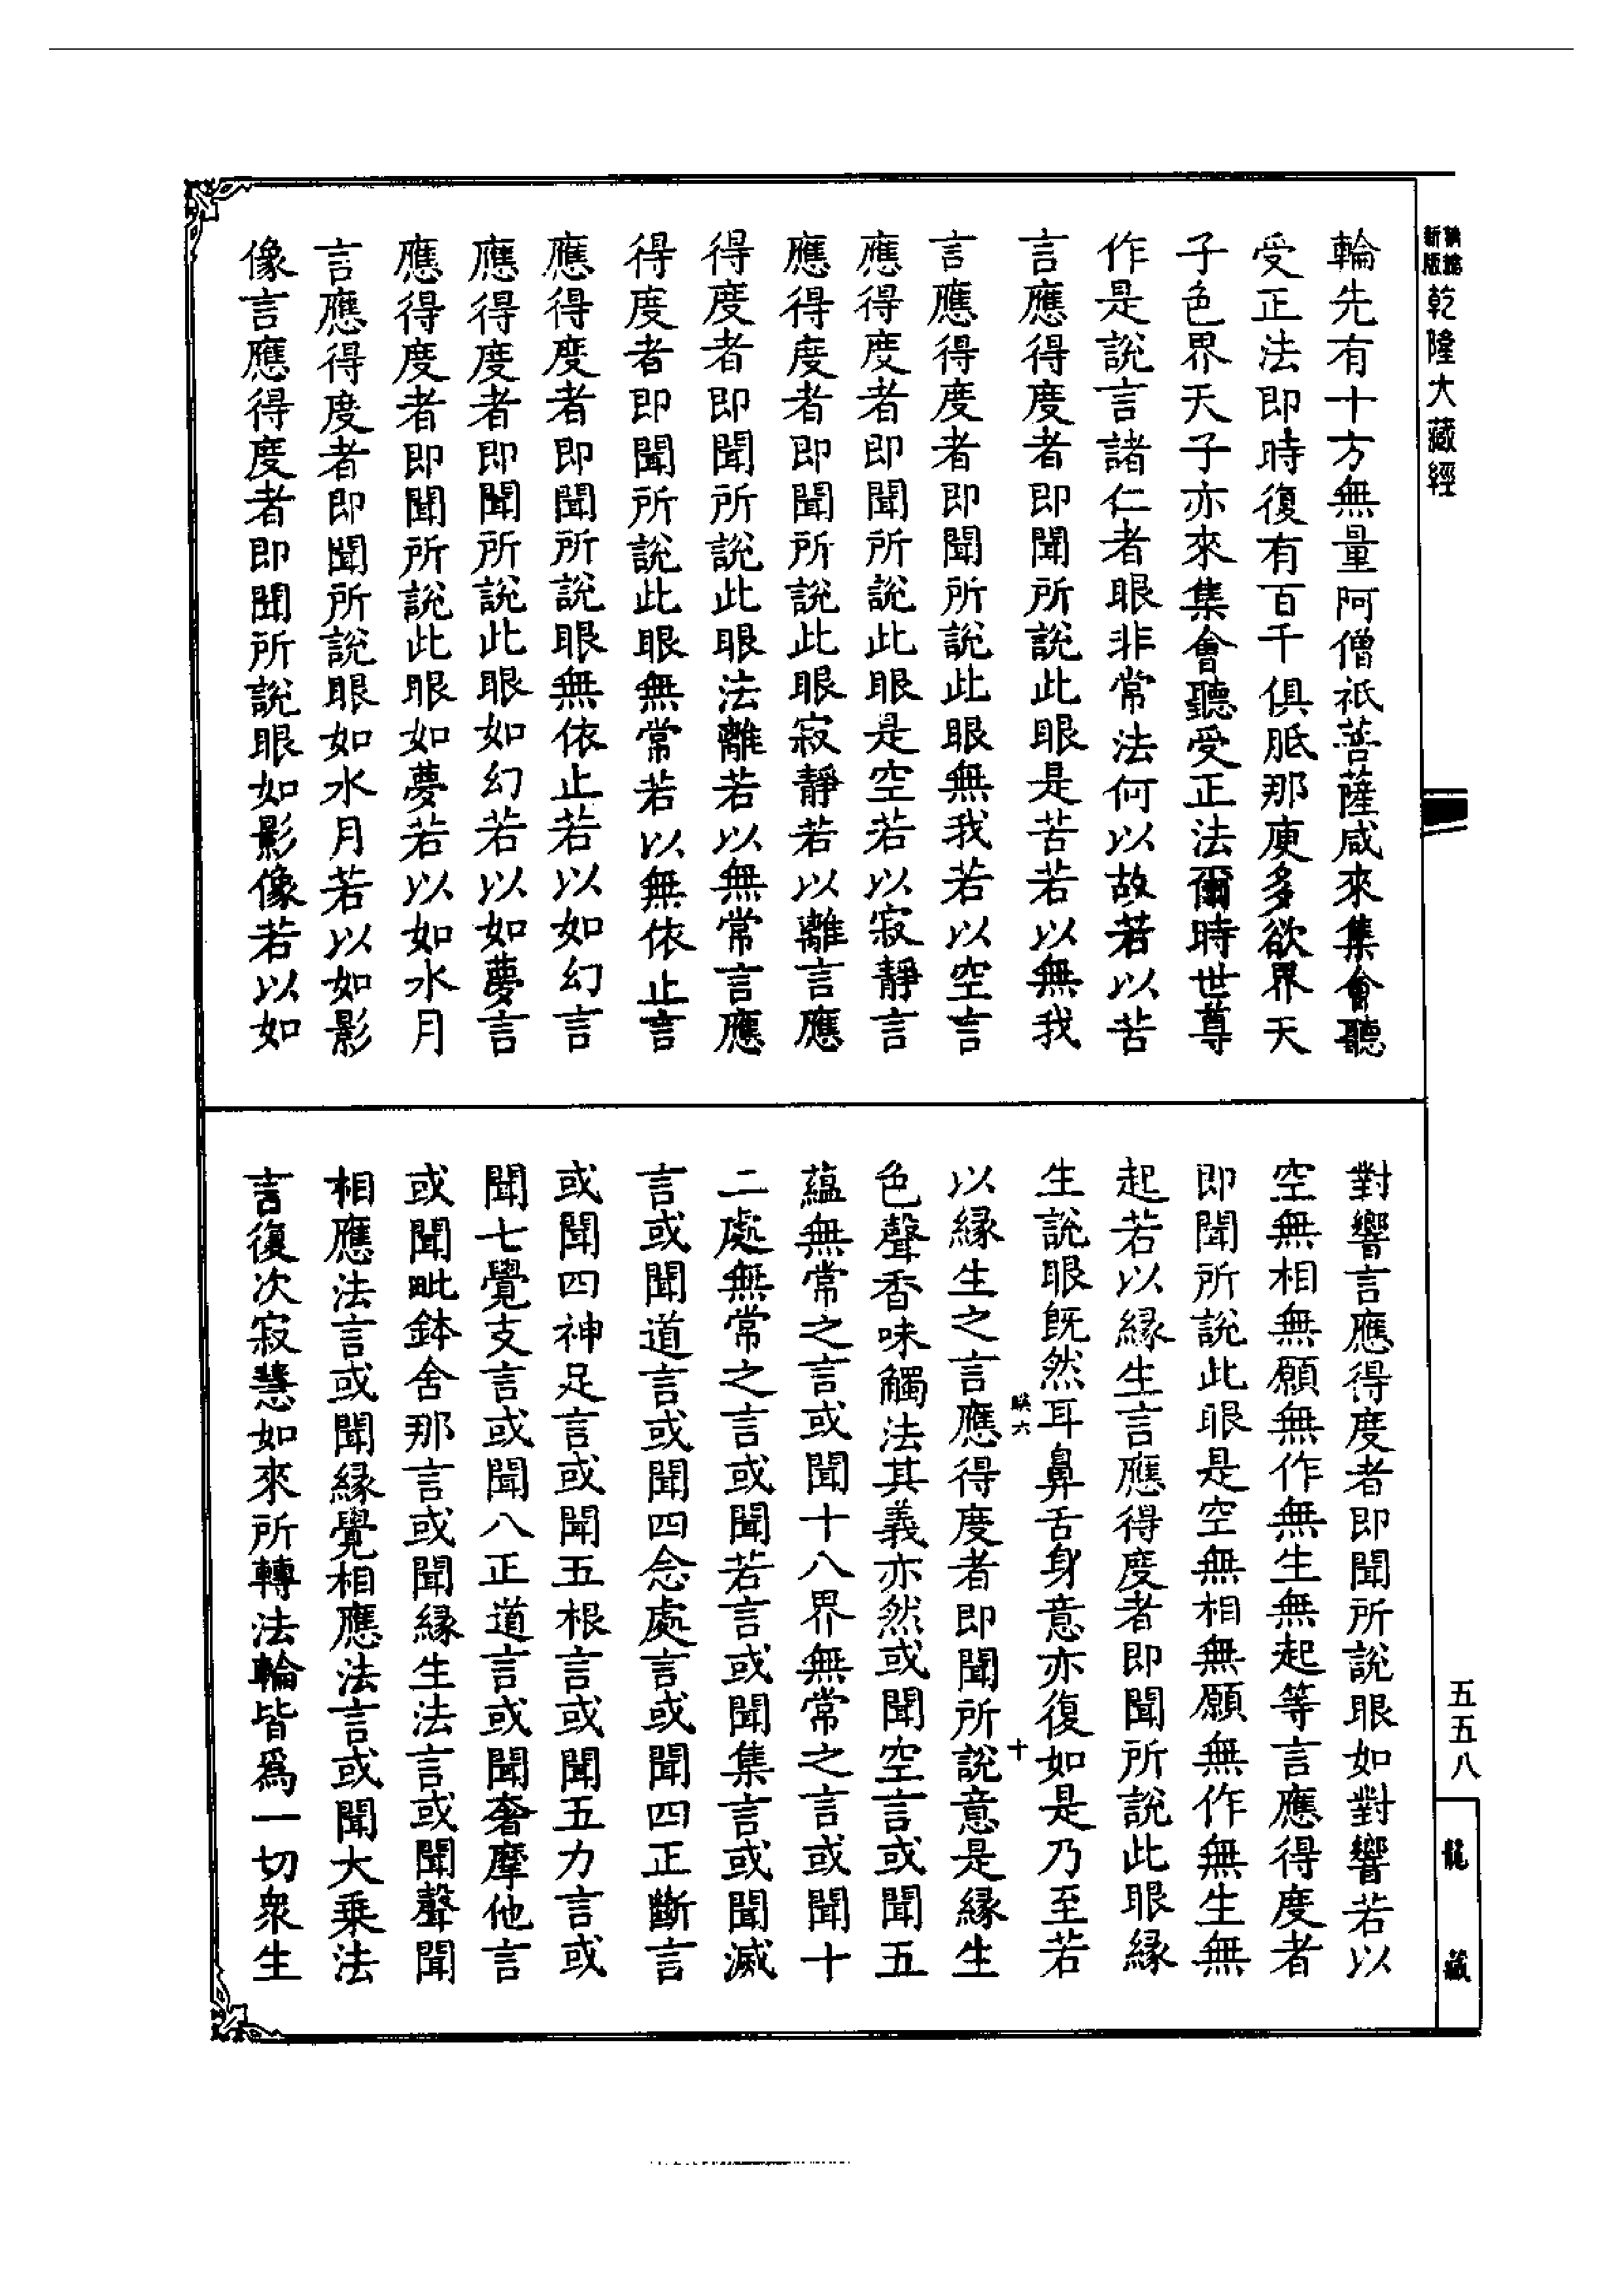 新版
乾隆大藏經
輪先有十方無量阿僧祇菩薩咸來集會聽
受正法即時復有百千俱胝那庾多欲界天
子色界天子亦來集會聽受正法爾時世尊
作是說言諸仁者眼非常法何以故若以苦
言應得度者即聞所說此眼是苦若以無我
言應得度者即聞所說此眼無我若以空言
應得度者即聞所說此眼是空若以寂靜言
應得度者即聞所說此眼寂靜若以離言應
得度者即聞所說此眼法離若以無常言應
得度者即聞所說此眼無常若以無依止言
應得度者即聞所說眼無依止若以如幻言
應得度者即聞所說此眼如幻若以如夢言
應得度者即聞所說此眼如夢若以如水月
言應得度者即聞所說眼如水月若以如影
像言應得度者即聞所說眼如影像若以如
對響言應得度者即聞所說眼如對響若以
空無相無願無作無生無起等言應得度者
即聞所說此眼是空無相無願無作無生無
起若以緣生言應得度者即聞所說此眼緣
生說眼既然耳鼻舌身意亦復如是乃至若
以緣生之言應得度者即聞所說意是緣生
色聲香味觸法其義亦然或聞空言或聞五
蘊無常之言或聞十八界無常之言或聞十
二處無常之言或聞若言或聞集言或聞滅
言或聞道言或聞四念處言或聞四正斷言
或聞四神足言或聞五根言或聞五力言或
聞七覺支言或聞八正道言或聞奢摩他言
或聞毗鉢舍那言或聞緣生法言或聞聲聞
相應法言或聞緣覺相應法言或聞大乘法
言復次寂慧如來所轉法輪皆為一切眾生
六
十
五五八
龍藏